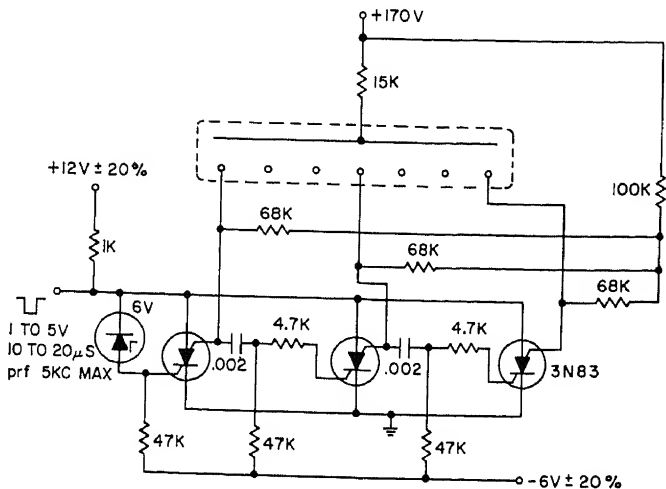 +170V
15K
+12V ± 20%
100K
68K
1K
68K
68K
6V
1 TO 5V
10 TO 20μS
prf 5KC MAX
4.7K
4.7K
.002
.002
3N83
47K
47K
47K
-6V ± 20%